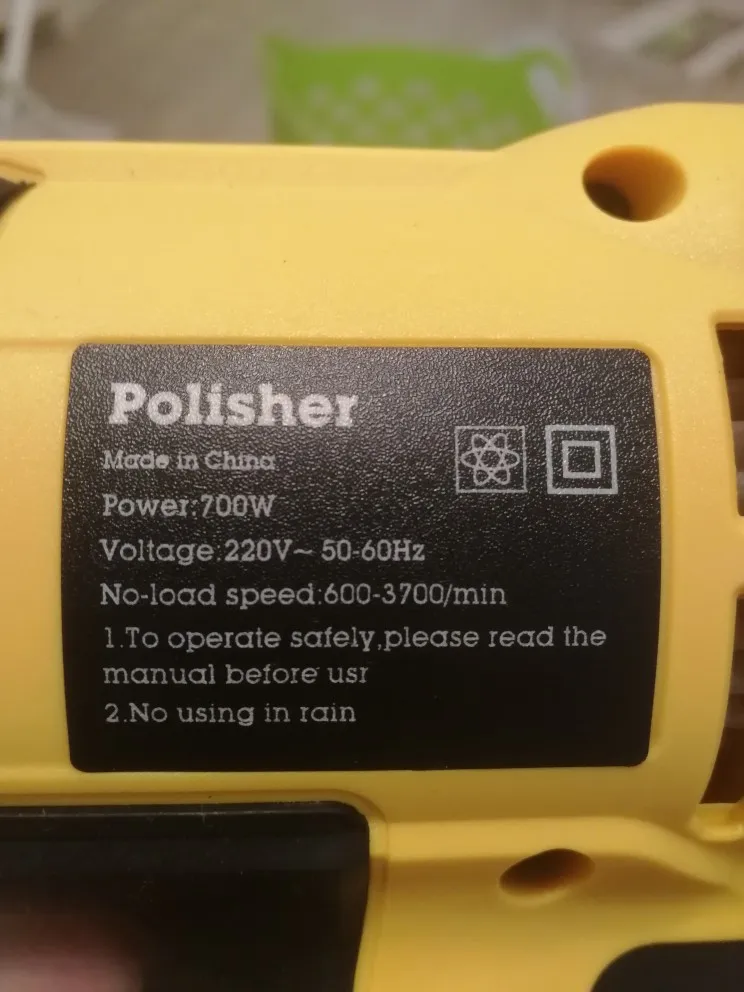 Polisher
Made in China
Power:700W
Voltage:220V~ 50-60Hz
No-load speed:600-3700/min
1.To operate safely,please read the
manual before usr
2.No using in rain